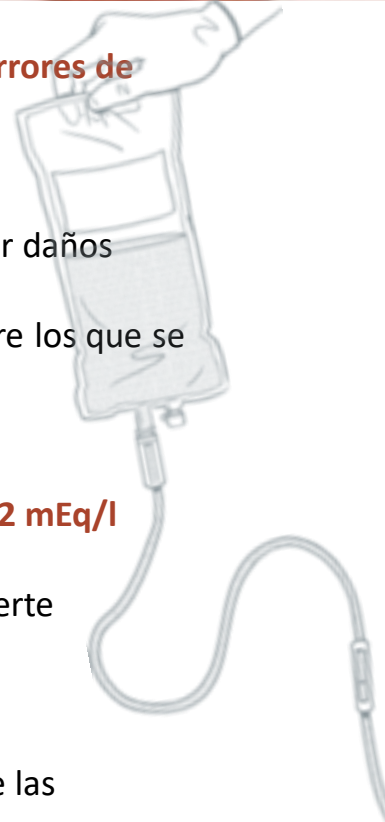 rrores de
r daños
re los que se
2 mEq/l
erte
e las